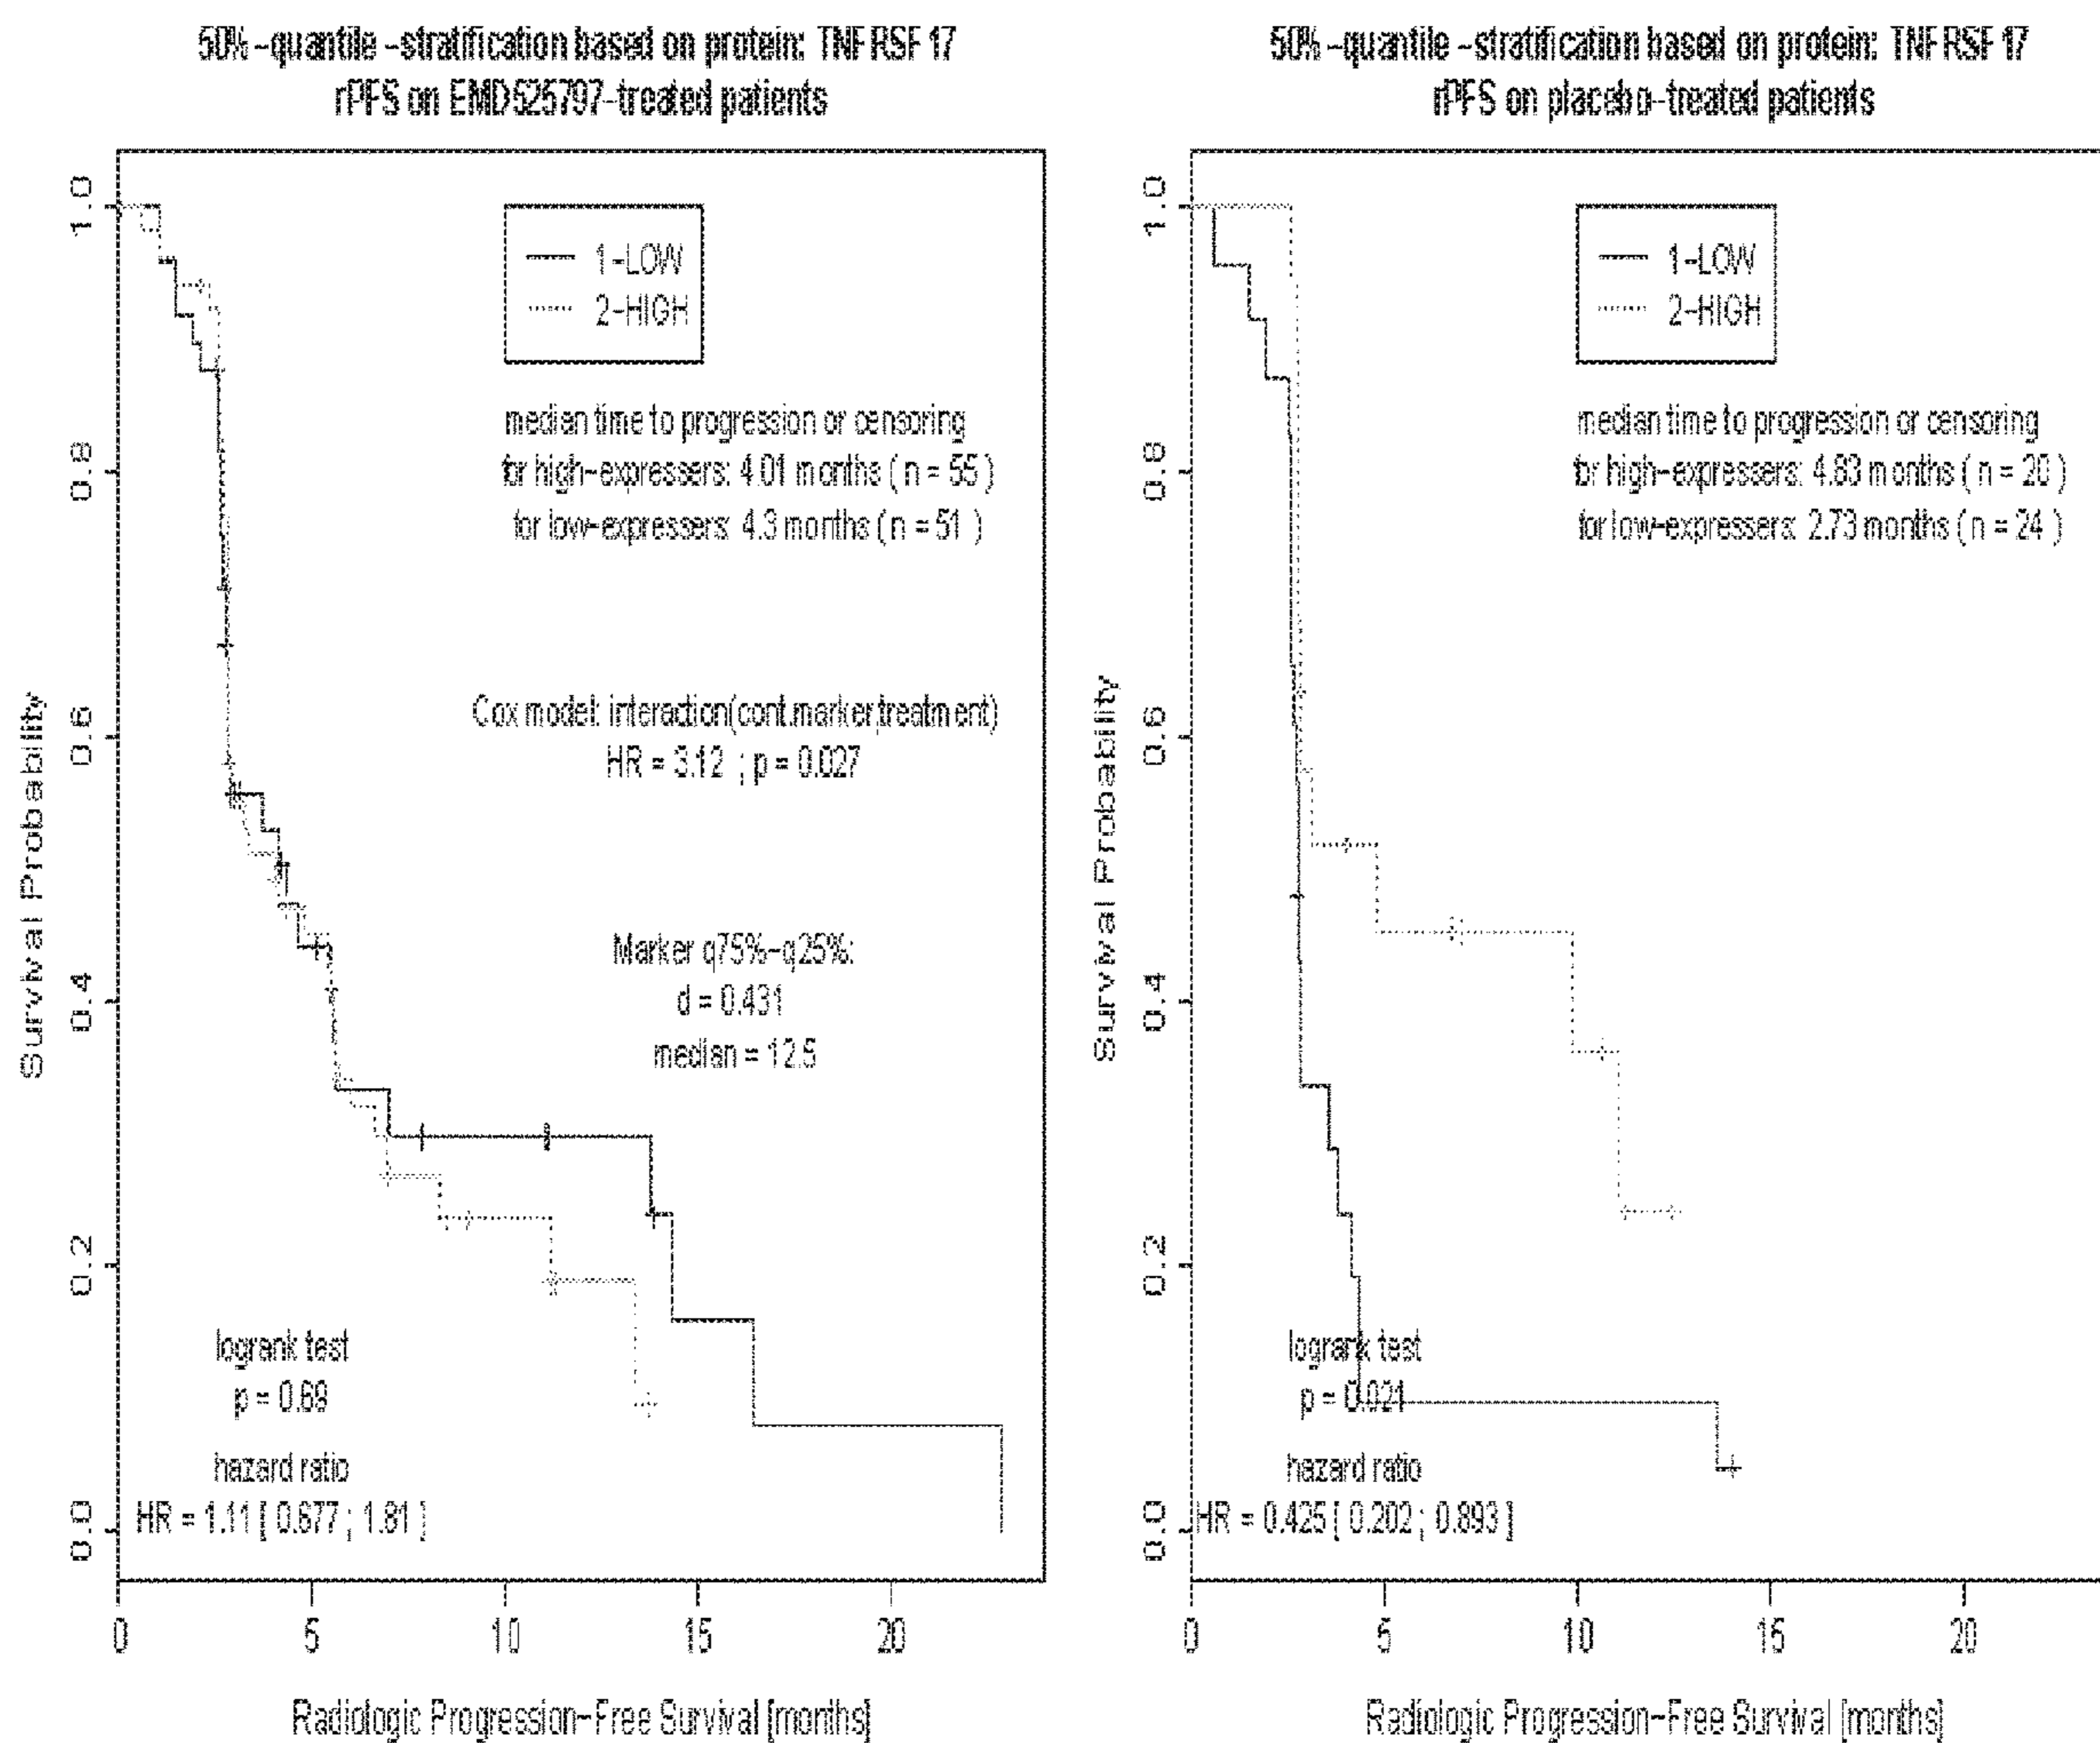 50%-quantile-stratification based on protein: TNFRSF17
rPFS on EMD525797-treated patients
1.0
0.8
0.6
0.4
0.2
0.0
Survival Probability
1-LOW
2-HIGH
median time to progression or censoring
for high-expressers: 4.01 months ( n = 55 )
for low-expressers: 4.3 months ( n = 51 )
Cox model: interaction(cont.marker,treatment)
HR = 3.12 ; p = 0.027
Marker q75%-q25%:
d = 0.431
median = 12.5
logrank test
p = 0.69
hazard ratio
HR = 1.11 [ 0.677 ; 1.81 ]
0 5 10 15 20
Radiologic Progression-Free Survival [months]
50%-quantile-stratification based on protein: TNFRSF17
rPFS on placebo-treated patients
1.0
0.8
0.6
0.4
0.2
0.0
Survival Probability
1-LOW
2-HIGH
median time to progression or censoring
for high-expressers: 4.83 months ( n = 20 )
for low-expressers: 2.73 months ( n = 24 )
logrank test
p = 0.021
hazard ratio
HR = 0.425 [ 0.202 ; 0.893 ]
0 5 10 15 20
Radiologic Progression-Free Survival [months]